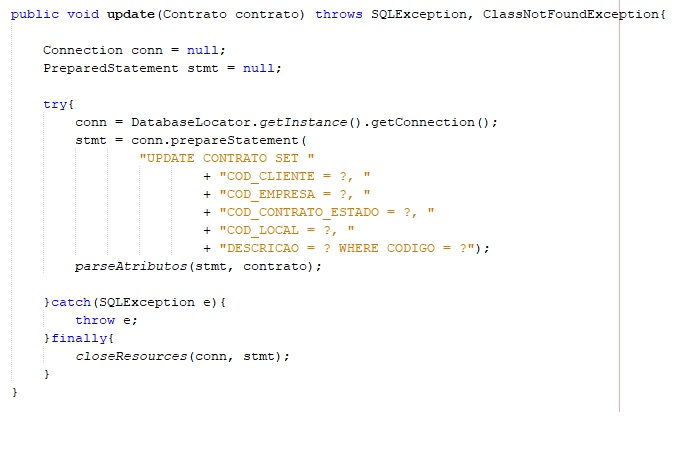 public void update(Contrato contrato) throws SQLException, ClassNotFoundException{
Connection conn = null;
PreparedStatement stmt = null;
try{
conn = DatabaseLocator.getInstance().getConnection();
stmt = conn.prepareStatement(
"UPDATE CONTRATO SET "
+ "COD_CLIENTE = ?, "
+ "COD_EMPRESA = ?, "
+ "COD_CONTRATO_ESTADO = ?, "
+ "COD_LOCAL = ?, "
+ "DESCRICAO = ? WHERE CODIGO = ?");
parseAtributos(stmt, contrato);
}catch(SQLException e){
throw e;
}finally{
closeResources(conn, stmt);
}
}